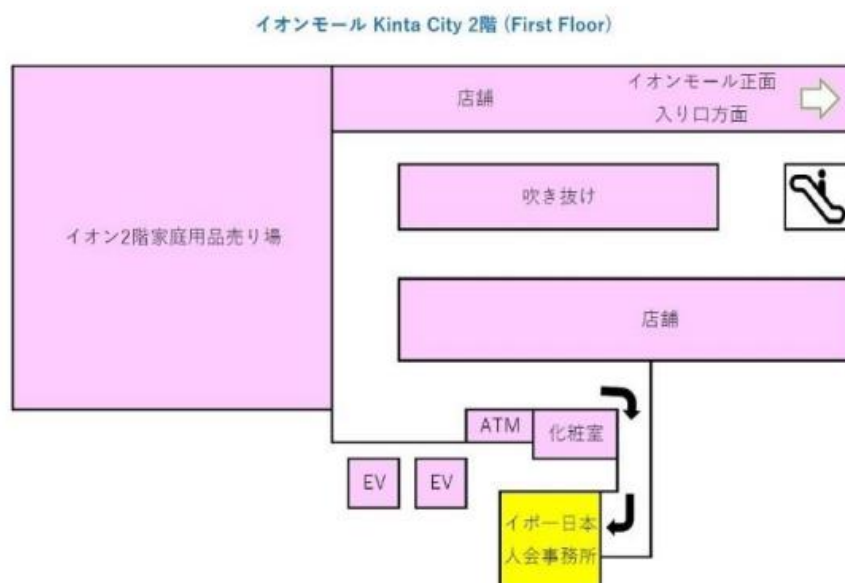 イオンモール Kinta City 2階 (First Floor)
店舗
イオンモール正面
入り口方面
吹き抜け
イオン2階家庭用品売り場
店舗
ATM
化粧室
EV
EV
イポー日本
人会事務所